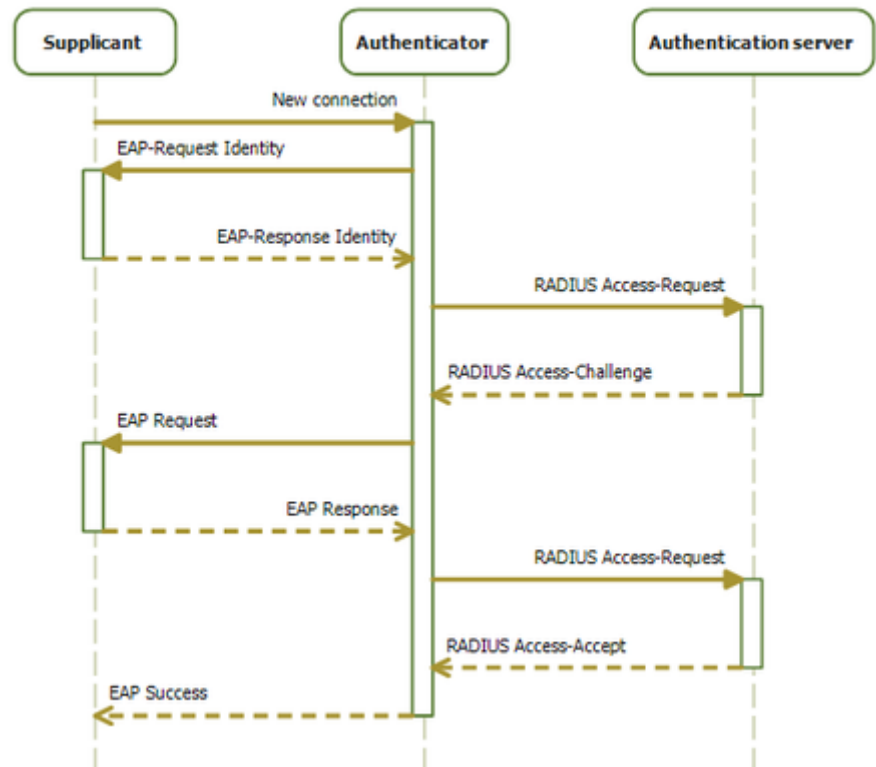 Supplicant
Authenticator
Authentication server
New connection
EAP-Request Identity
EAP-Response Identity
RADIUS Access-Request
RADIUS Access-Challenge
EAP Request
EAP Response
RADIUS Access-Request
RADIUS Access-Accept
EAP Success